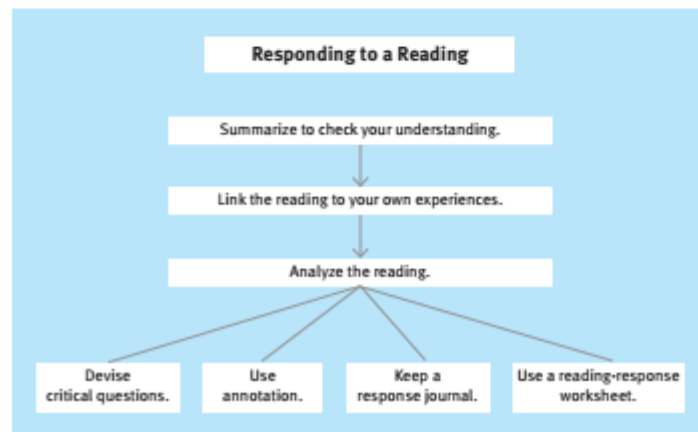 Responding to a Reading
Summarize to check your understanding.
Link the reading to your own experiences.
Analyze the reading.
Devise
critical questions.
Use
annotation.
Keep a
response journal.
Use a reading-response
worksheet.